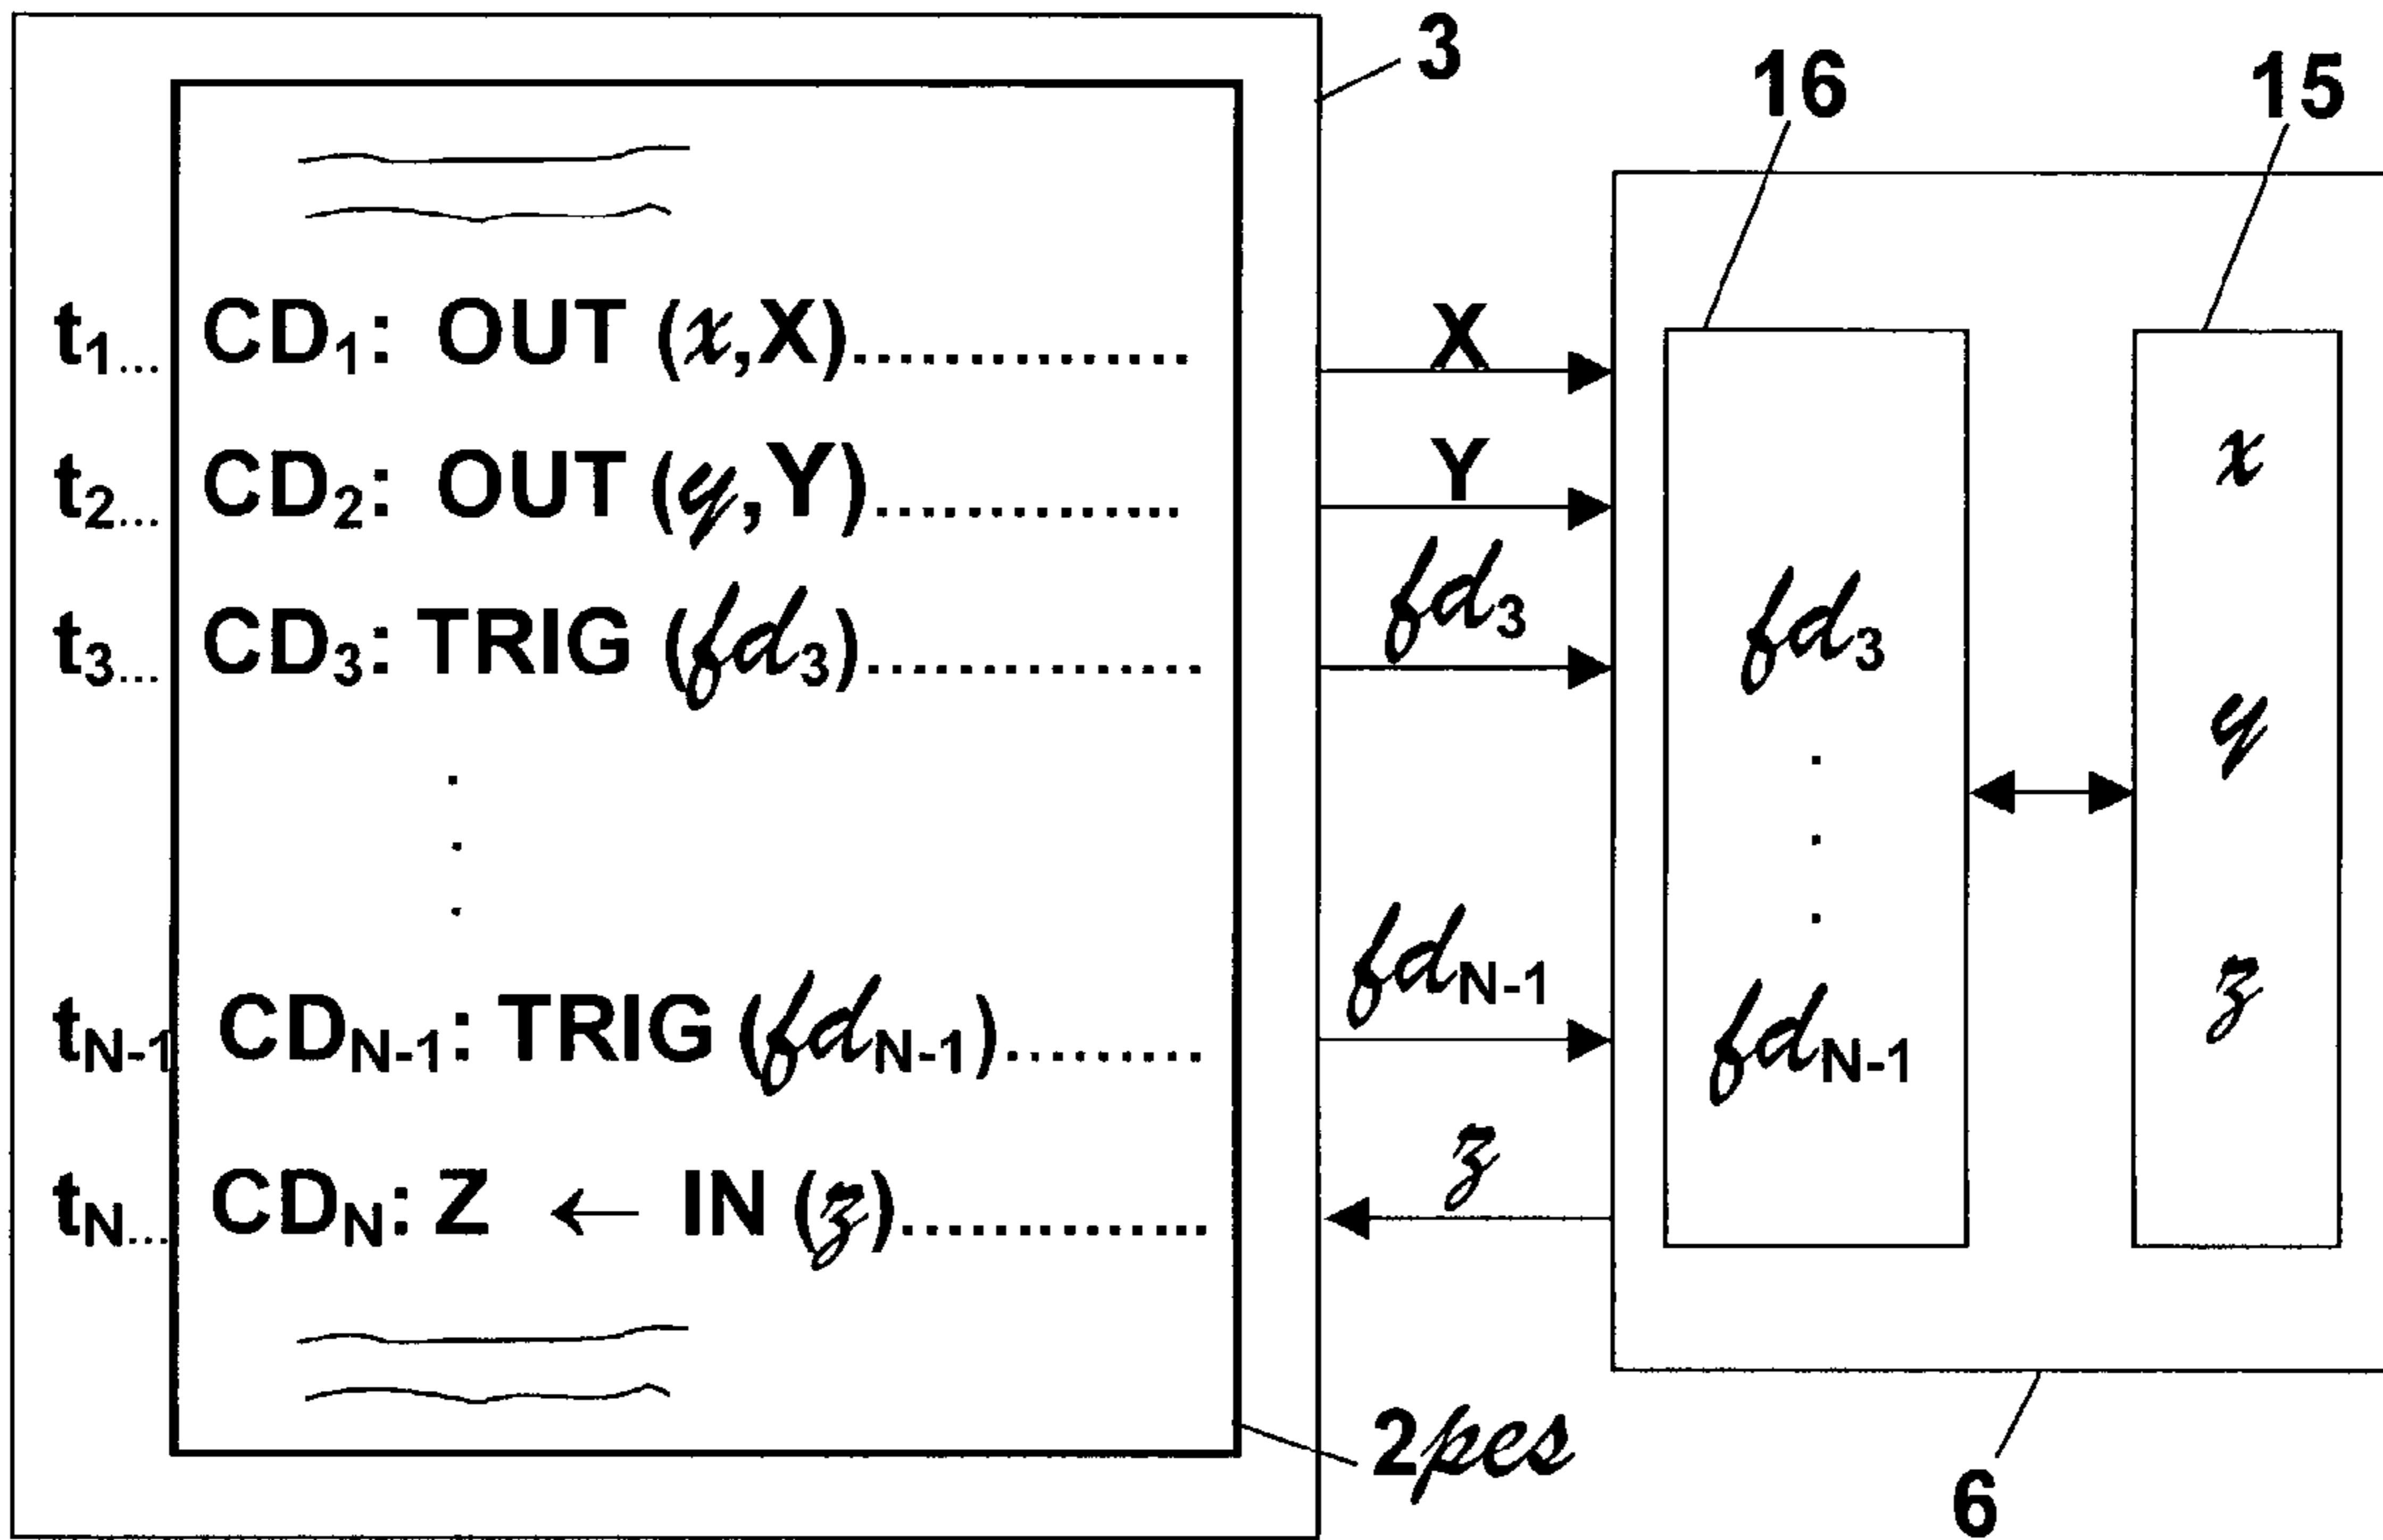 3
16
15
t1... CD1: OUT (x,X)...............
X
x
t2... CD2: OUT (y,Y)..............
Y
t3... CD3: TRIG (fd3)...............
fd3
fd3
y
tN-1 CDN-1: TRIG (fdN-1).........
fdN-1
fdN-1
z
tN... CDN: Z ← IN (z)..............
z
2pes
6